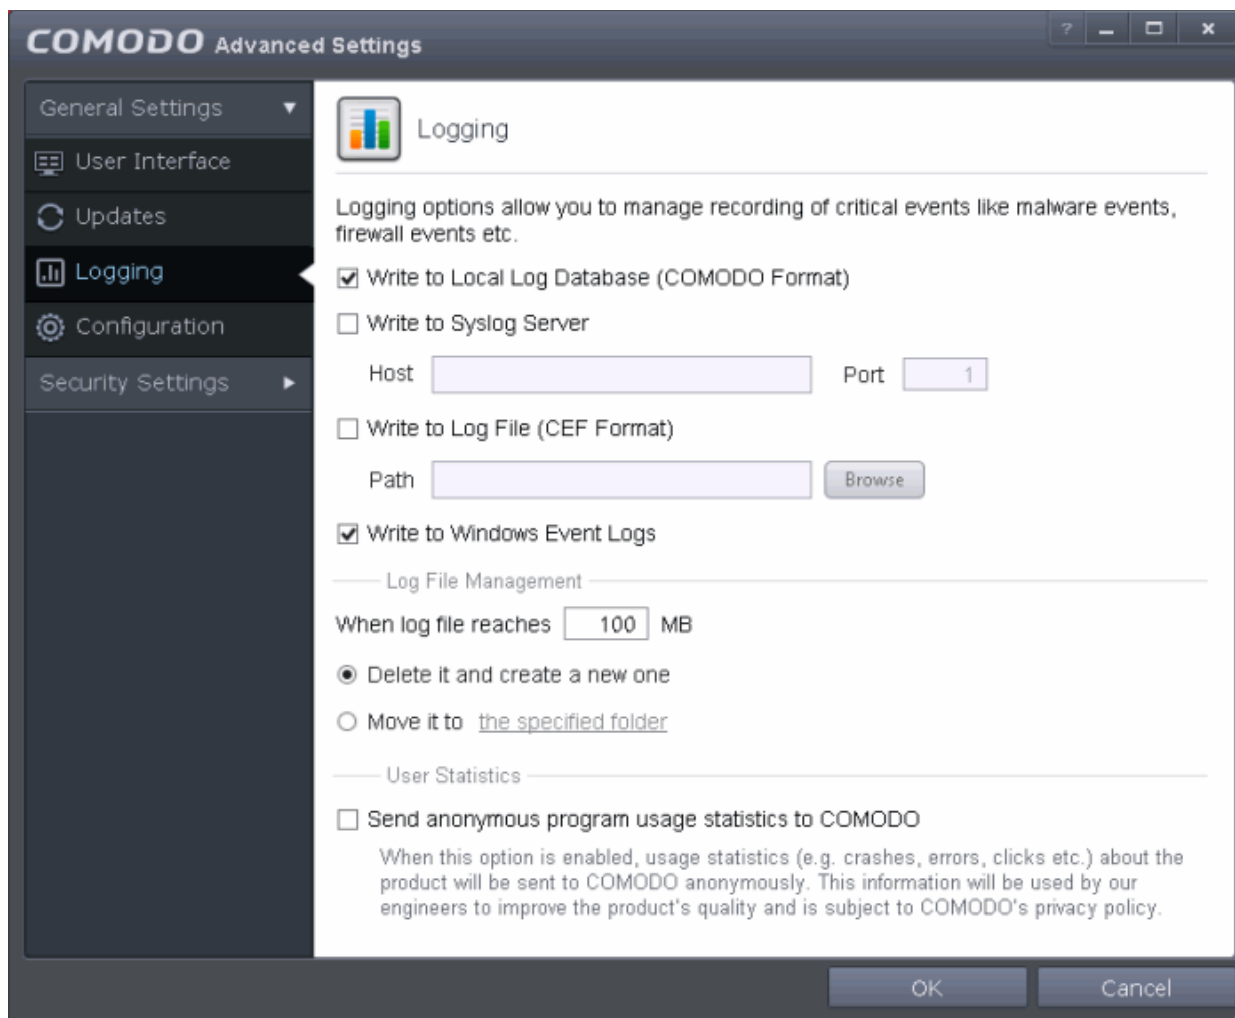 COMODO Advanced Settings
?
General Settings
User Interface
Updates
Logging
Configuration
Security Settings
Logging
Logging options allow you to manage recording of critical events like malware events,
firewall events etc.
Write to Local Log Database (COMODO Format)
Write to Syslog Server
Host
Port 1
Write to Log File (CEF Format)
Path
Browse
Write to Windows Event Logs
Log File Management
When log file reaches 100 MB
Delete it and create a new one
Move it to the specified folder
User Statistics
Send anonymous program usage statistics to COMODO
When this option is enabled, usage statistics (e.g. crashes, errors, clicks etc.) about the
product will be sent to COMODO anonymously. This information will be used by our
engineers to improve the product's quality and is subject to COMODO's privacy policy.
OK
Cancel